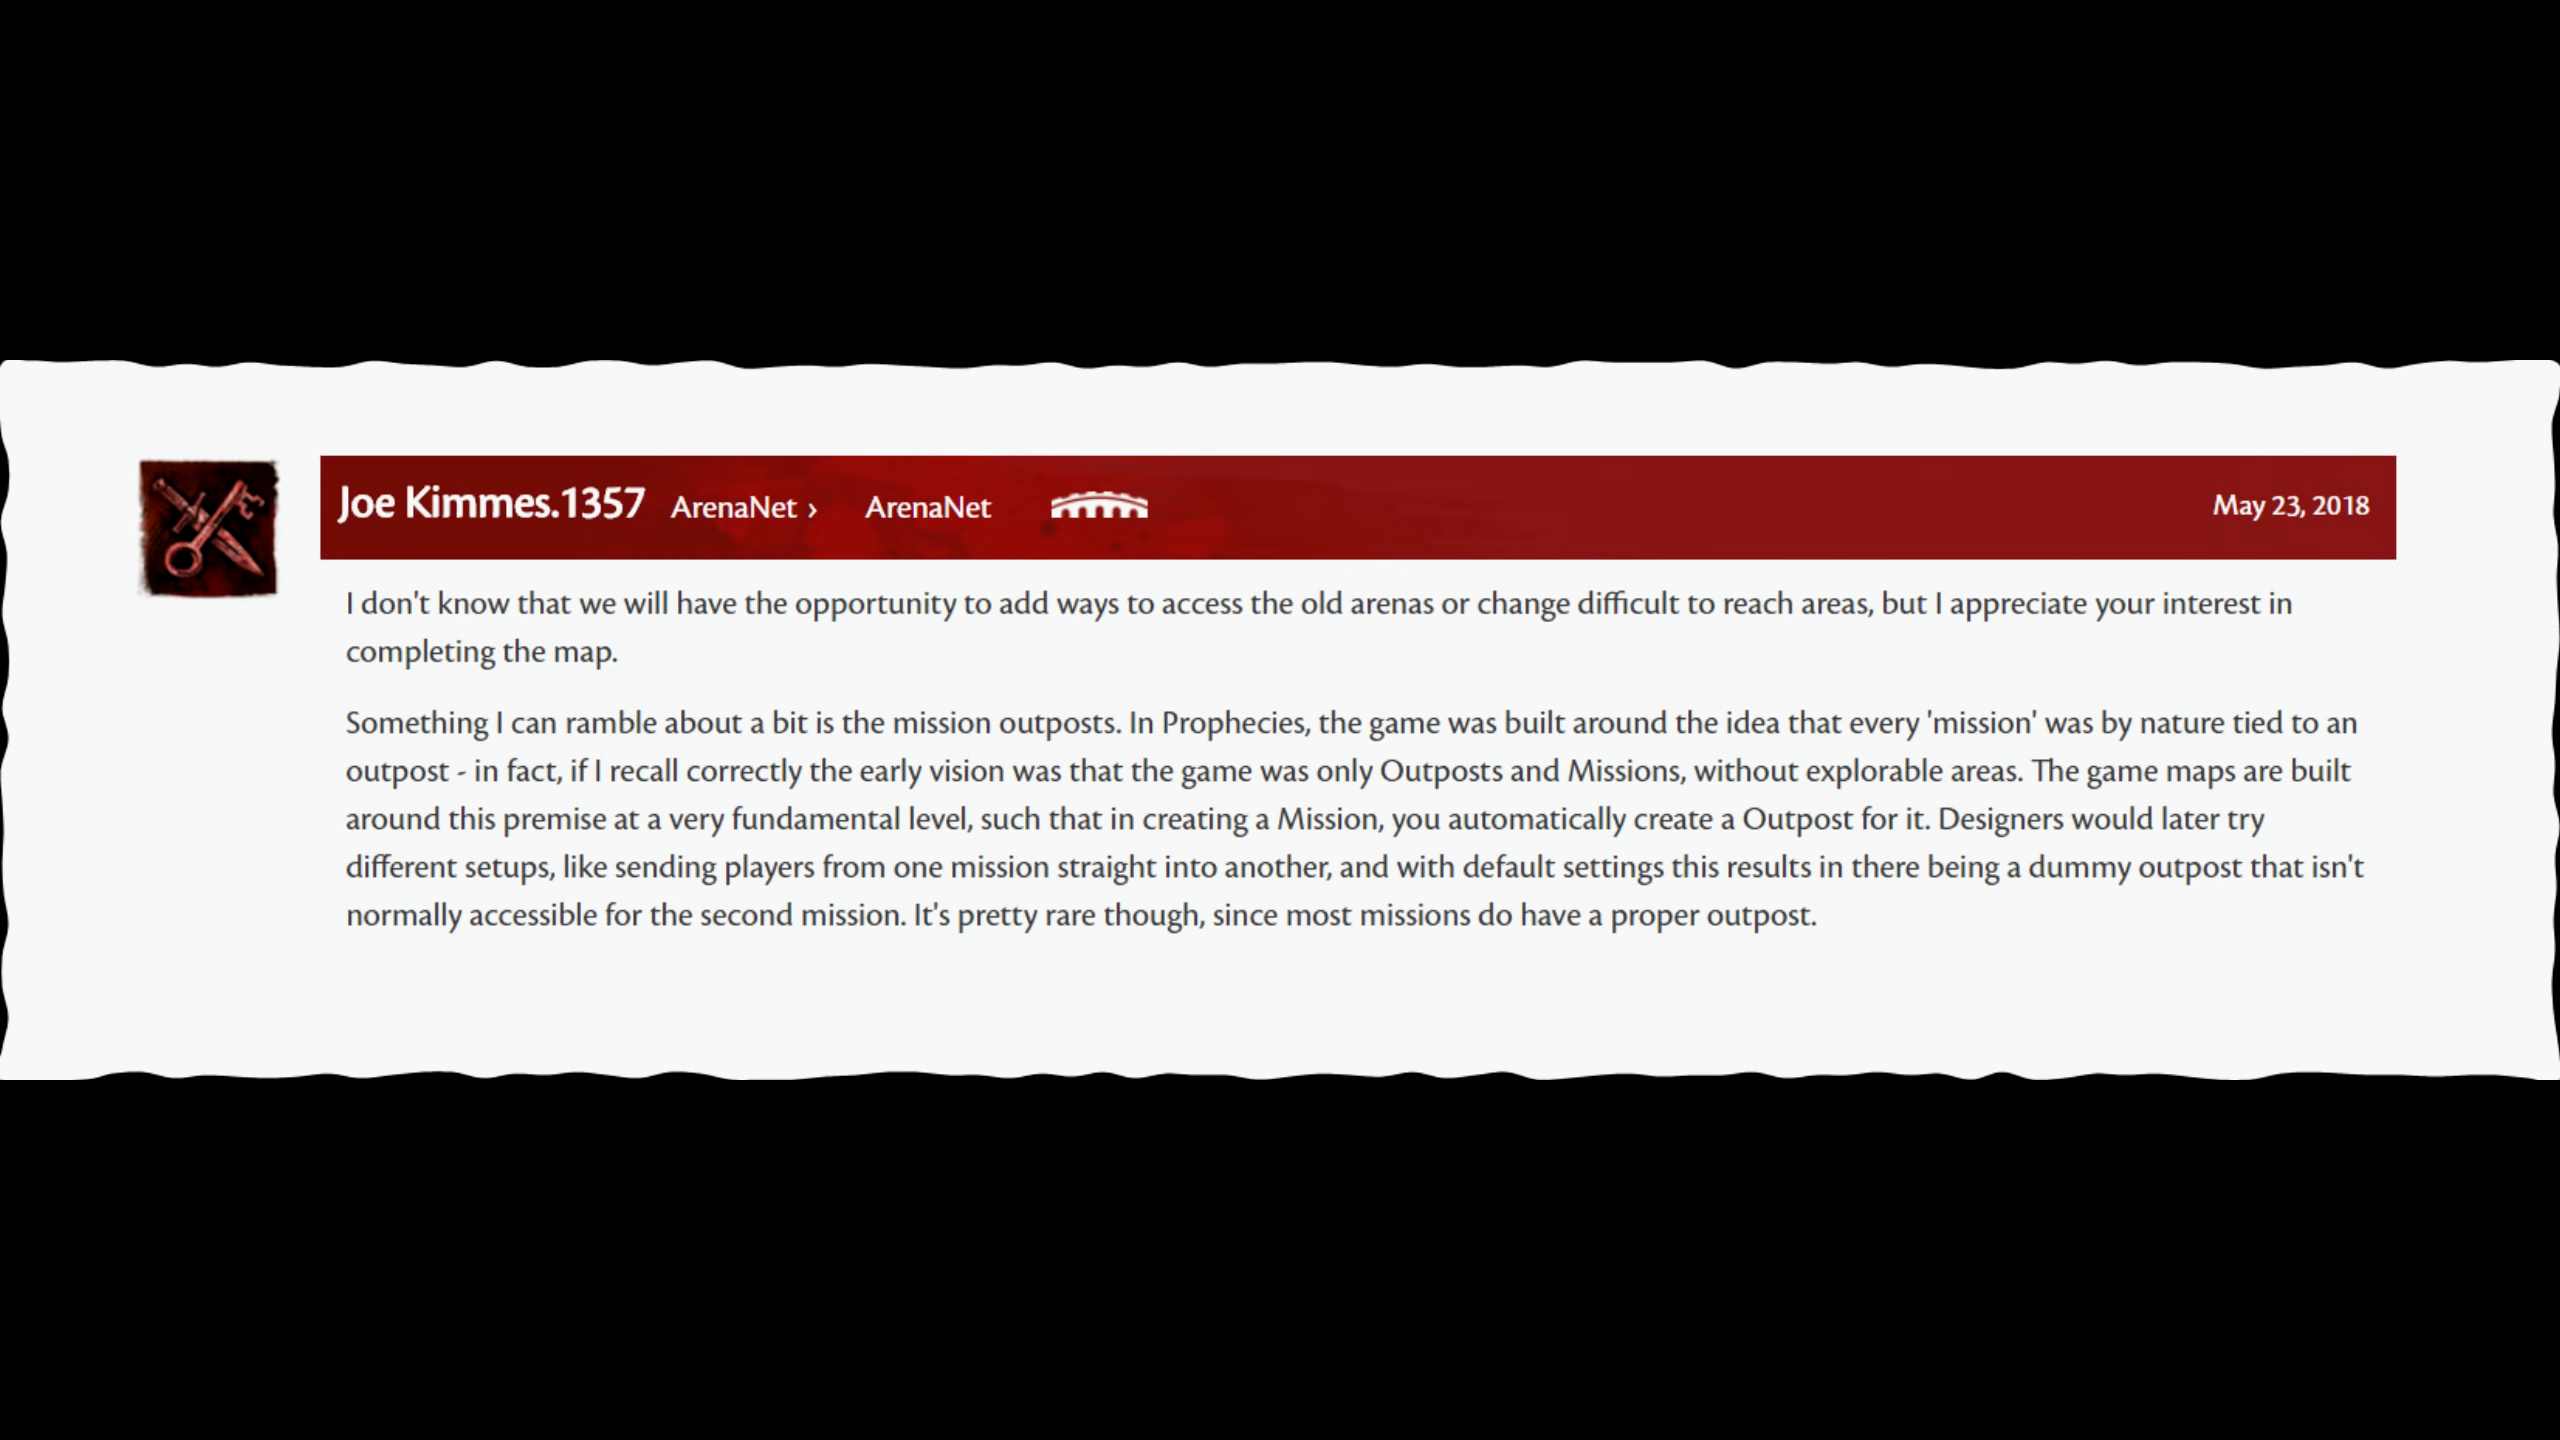 Joe Kimmes.1357 ArenaNet › ArenaNet May 23, 2018
I don't know that we will have the opportunity to add ways to access the old arenas or change difficult to reach areas, but I appreciate your interest in
completing the map.
Something I can ramble about a bit is the mission outposts. In Prophecies, the game was built around the idea that every 'mission' was by nature tied to an
outpost - in fact, if I recall correctly the early vision was that the game was only Outposts and Missions, without explorable areas. The game maps are built
around this premise at a very fundamental level, such that in creating a Mission, you automatically create a Outpost for it. Designers would later try
different setups, like sending players from one mission straight into another, and with default settings this results in there being a dummy outpost that isn't
normally accessible for the second mission. It's pretty rare though, since most missions do have a proper outpost.